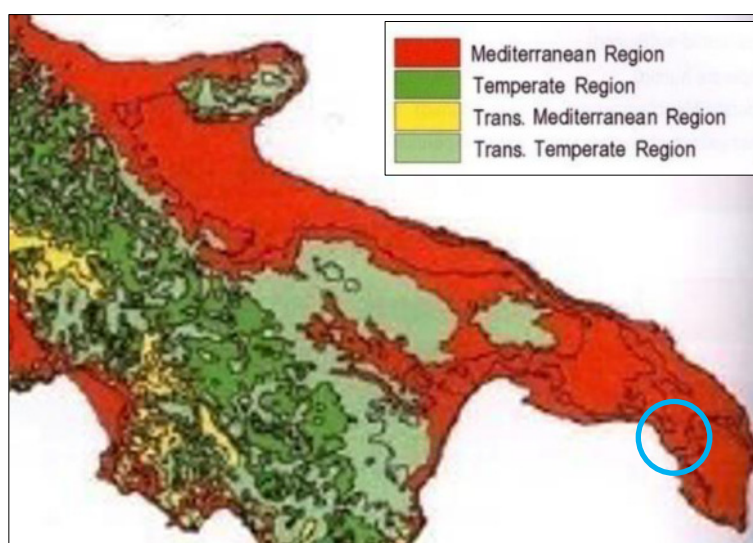 Mediterranean Region
Temperate Region
Trans. Mediterranean Region
Trans. Temperate Region